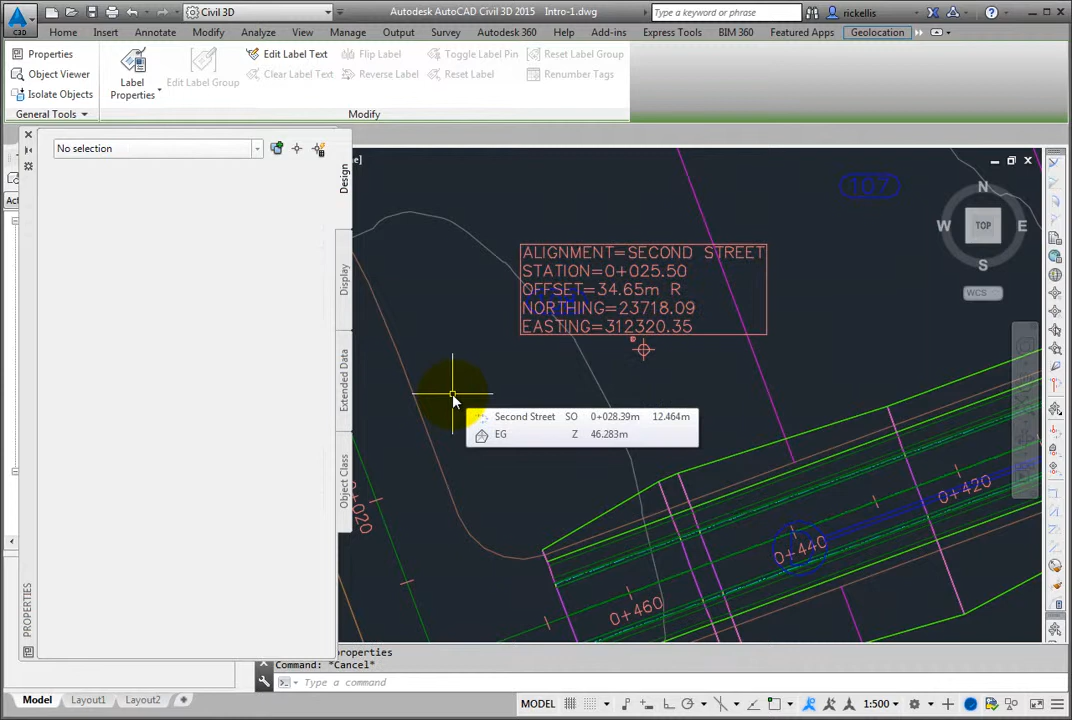 Civil 3D
Autodesk AutoCAD Civil 3D 2015 Intro-1.dwg
Type a keyword or phrase
rickellis
C3D
Home Insert Annotate Modify Analyze View Manage Output Survey Autodesk 360 Help Add-ins Express Tools BIM 360 Featured Apps Geolocation
Properties
Object Viewer
Isolate Objects
General Tools
Label
Properties
Edit Label Group
Edit Label Text
Clear Label Text
Flip Label
Reverse Label
Toggle Label Pin
Reset Label
Reset Label Group
Renumber Tags
Modify
No selection
Design
Display
Extended Data
Object Class
PROPERTIES
107
N
W TOP E
S
WCS
ALIGNMENT=SECOND STREET
STATION=0+025.50
OFFSET=34.65m R
NORTHING=23718.09
EASTING=312320.35
Second Street SO 0+028.39m 12.464m
EG Z 46.283m
0+020
0+420
0+440
0+460
properties
Command: *Cancel*
Type a command
Model Layout1 Layout2
MODEL
1:500